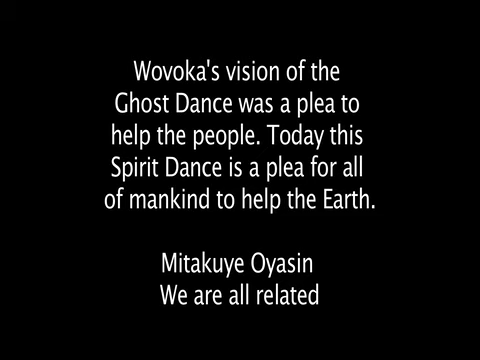 Wovoka's vision of the
Ghost Dance was a plea to
help the people. Today this
Spirit Dance is a plea for all
of mankind to help the Earth.
Mitakuye Oyasin
We are all related